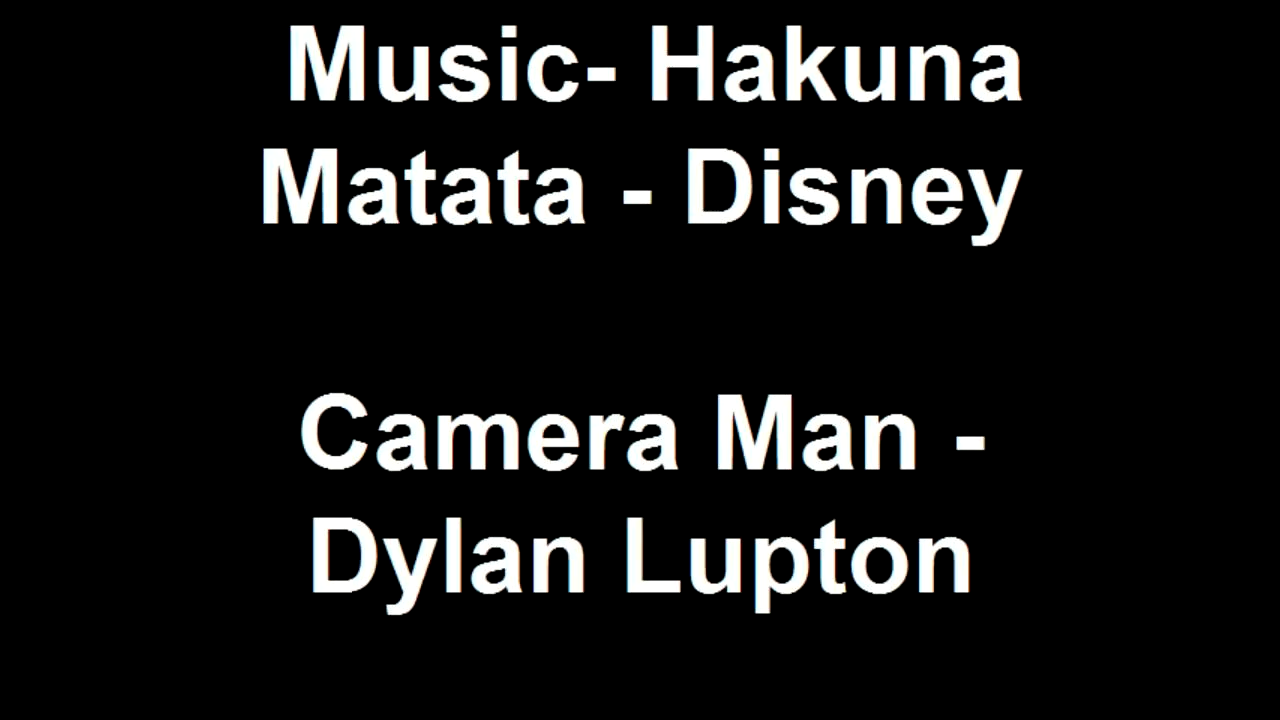 Music- Hakuna
Matata - Disney
Camera Man -
Dylan Lupton